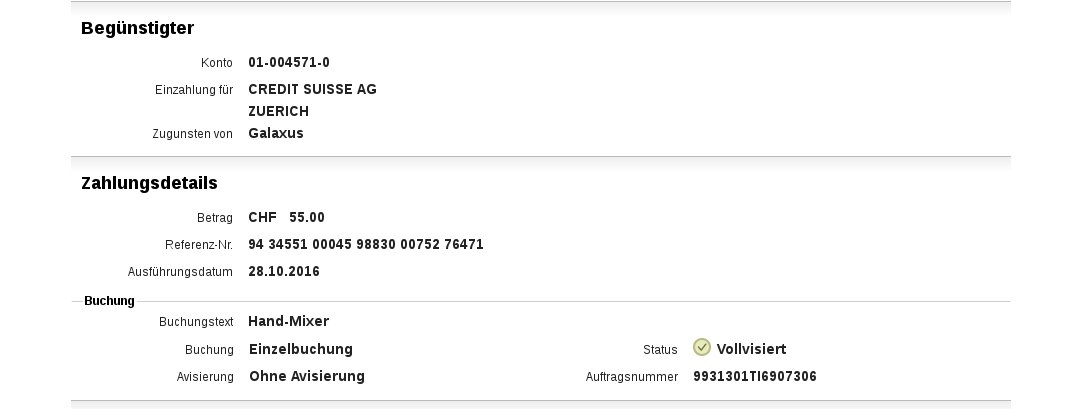 Begünstigter
Konto 01-004571-0
Einzahlung für CREDIT SUISSE AG
ZUERICH
Zugunsten von Galaxus
Zahlungsdetails
Betrag CHF 55.00
Referenz-Nr. 94 34551 00045 98830 00752 76471
Ausführungsdatum 28.10.2016
Buchung
Buchungstext Hand-Mixer
Buchung Einzelbuchung Status Vollvisiert
Avisierung Ohne Avisierung Auftragsnummer 9931301TI6907306